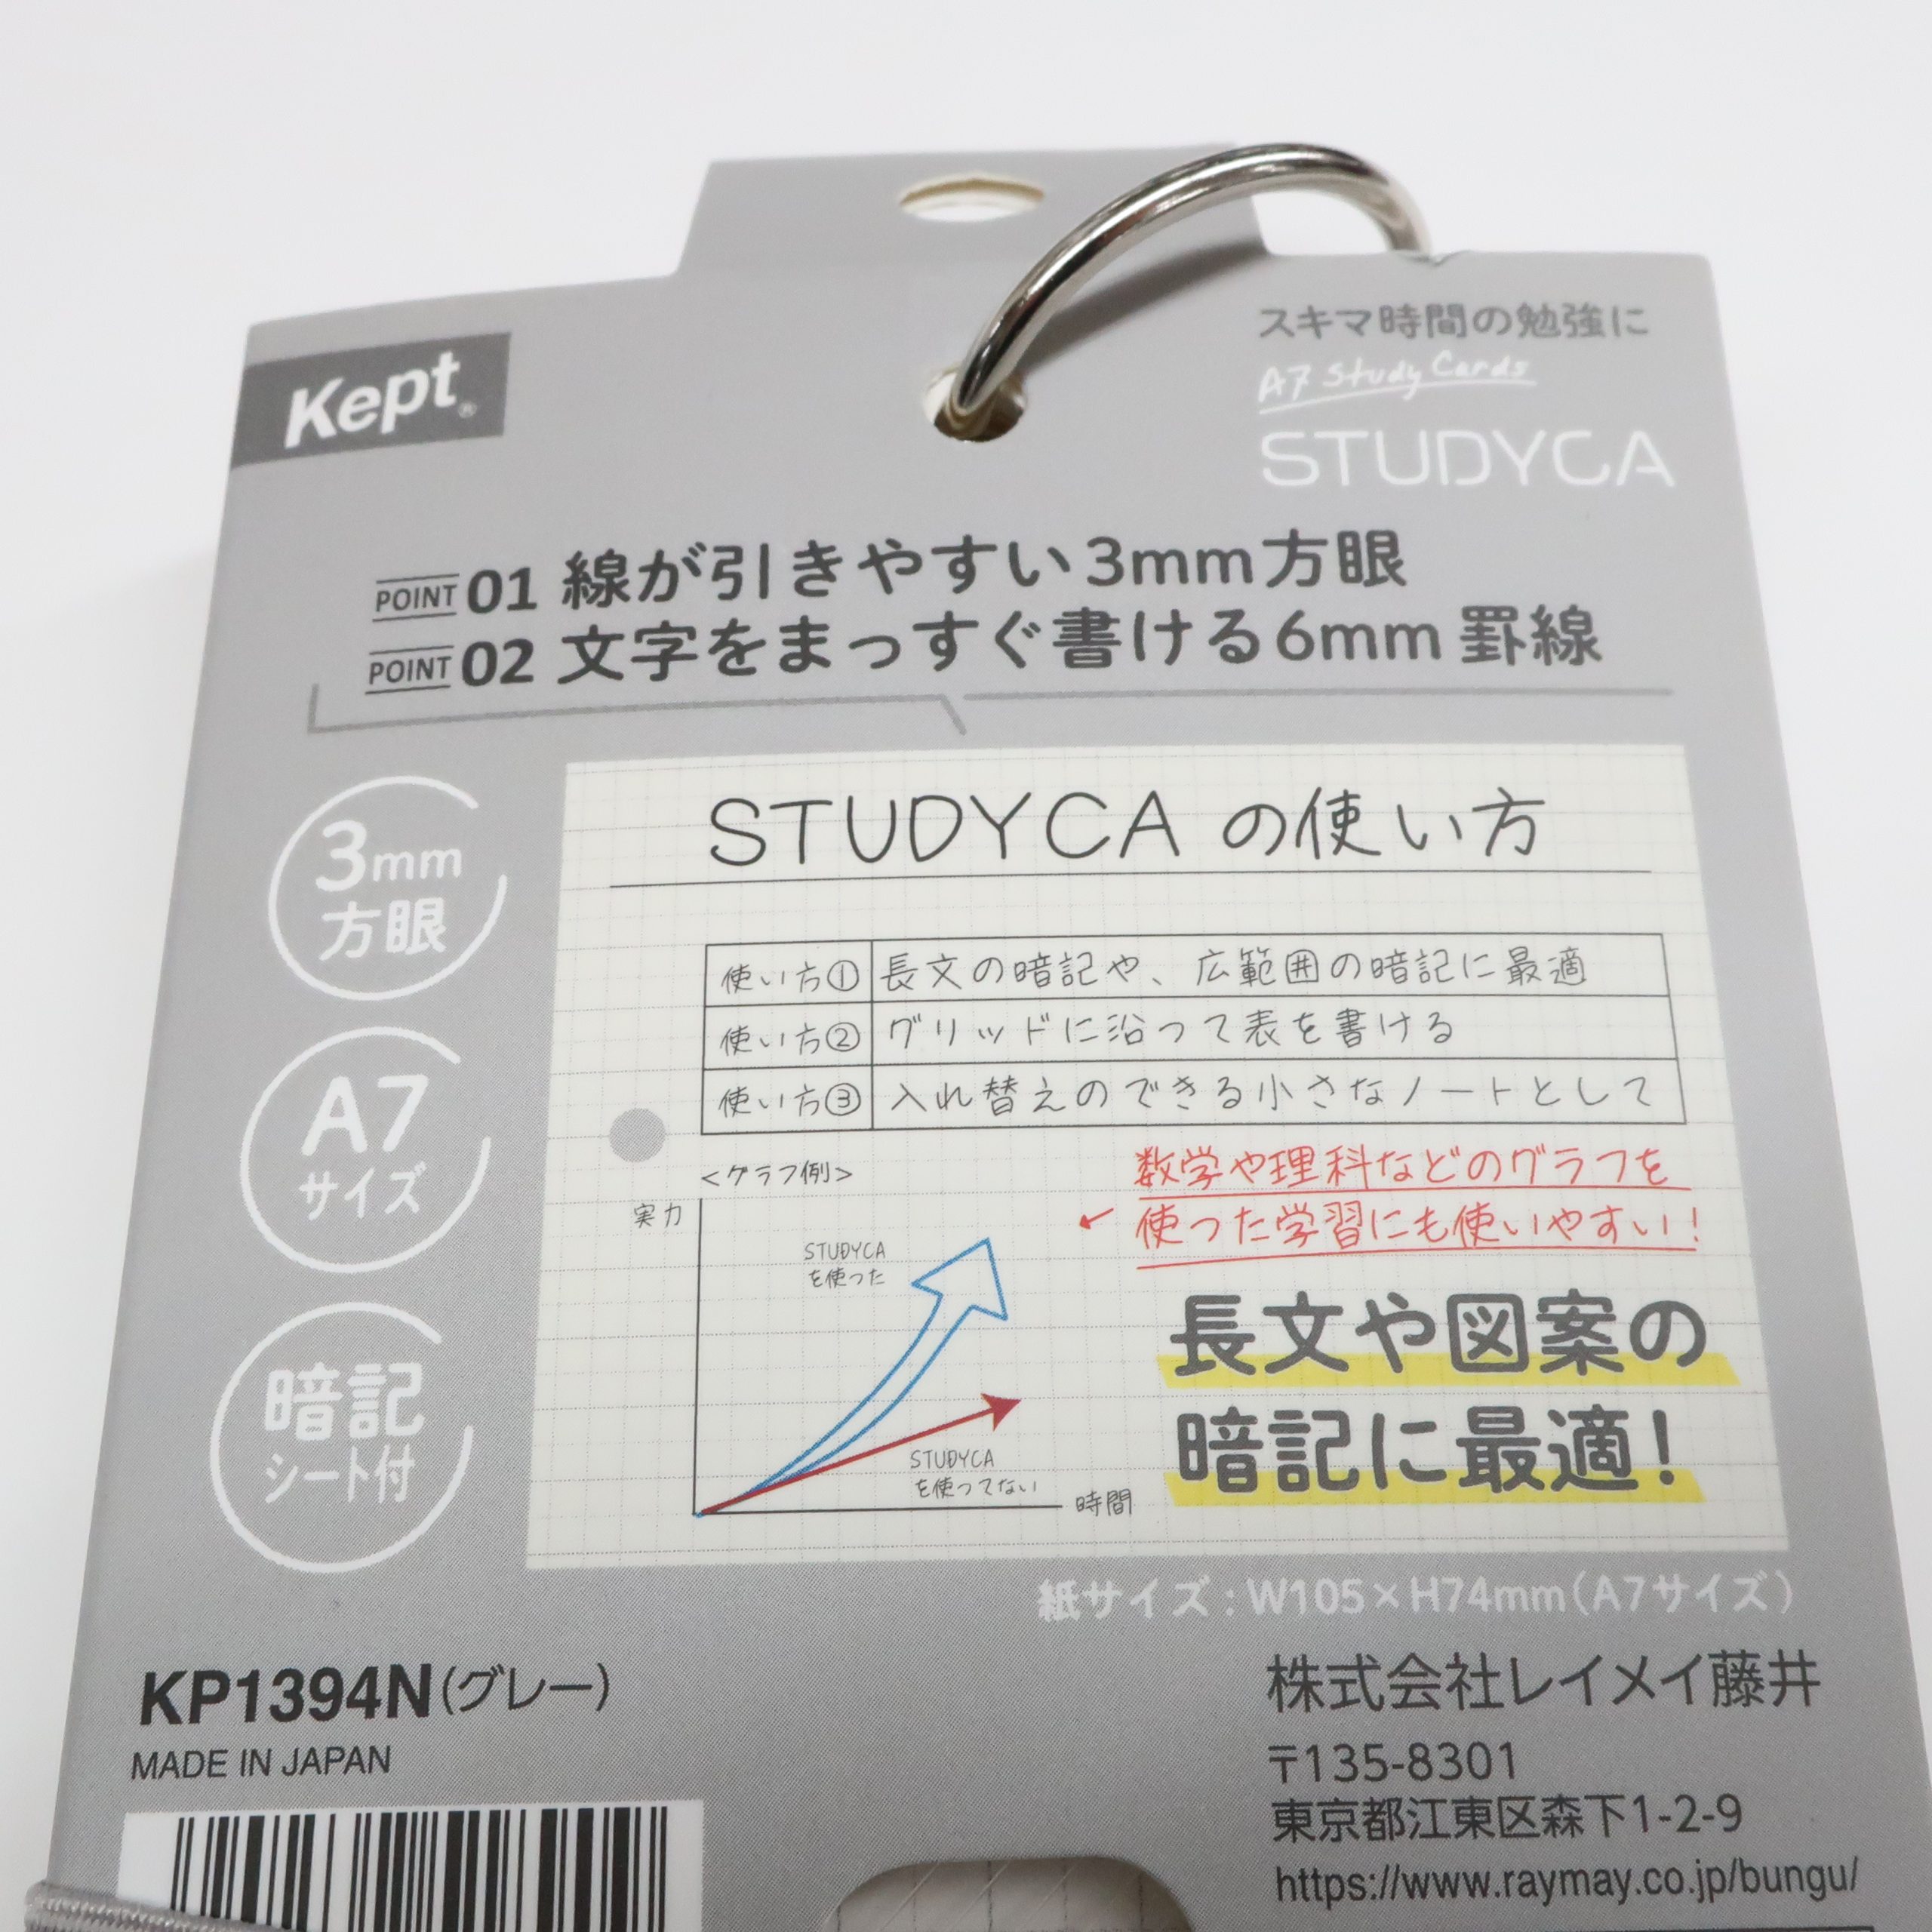 Kept®
スキマ時間の勉強に
A7 Study Cards
STUDYCA
POINT 01 線が引きやすい3mm方眼
POINT 02 文字をまっすぐ書ける6mm罫線
3mm
方眼
A7
サイズ
暗記
シート付
STUDYCAの使い方
使い方① 長文の暗記や、広範囲の暗記に最適
使い方② グリッドに沿って表を書ける
使い方③ 入れ替えのできる小さなノートとして
<グラフ例>
実力
STUDYCA
を使った
STUDYCA
を使ってない
時間
数学や理科などのグラフを
使った学習にも使いやすい!
長文や図案の
暗記に最適!
紙サイズ:W105×H74mm(A7サイズ)
KP1394N(グレー)
MADE IN JAPAN
株式会社レイメイ藤井
〒135-8301
東京都江東区森下1-2-9
https://www.raymay.co.jp/bungu/